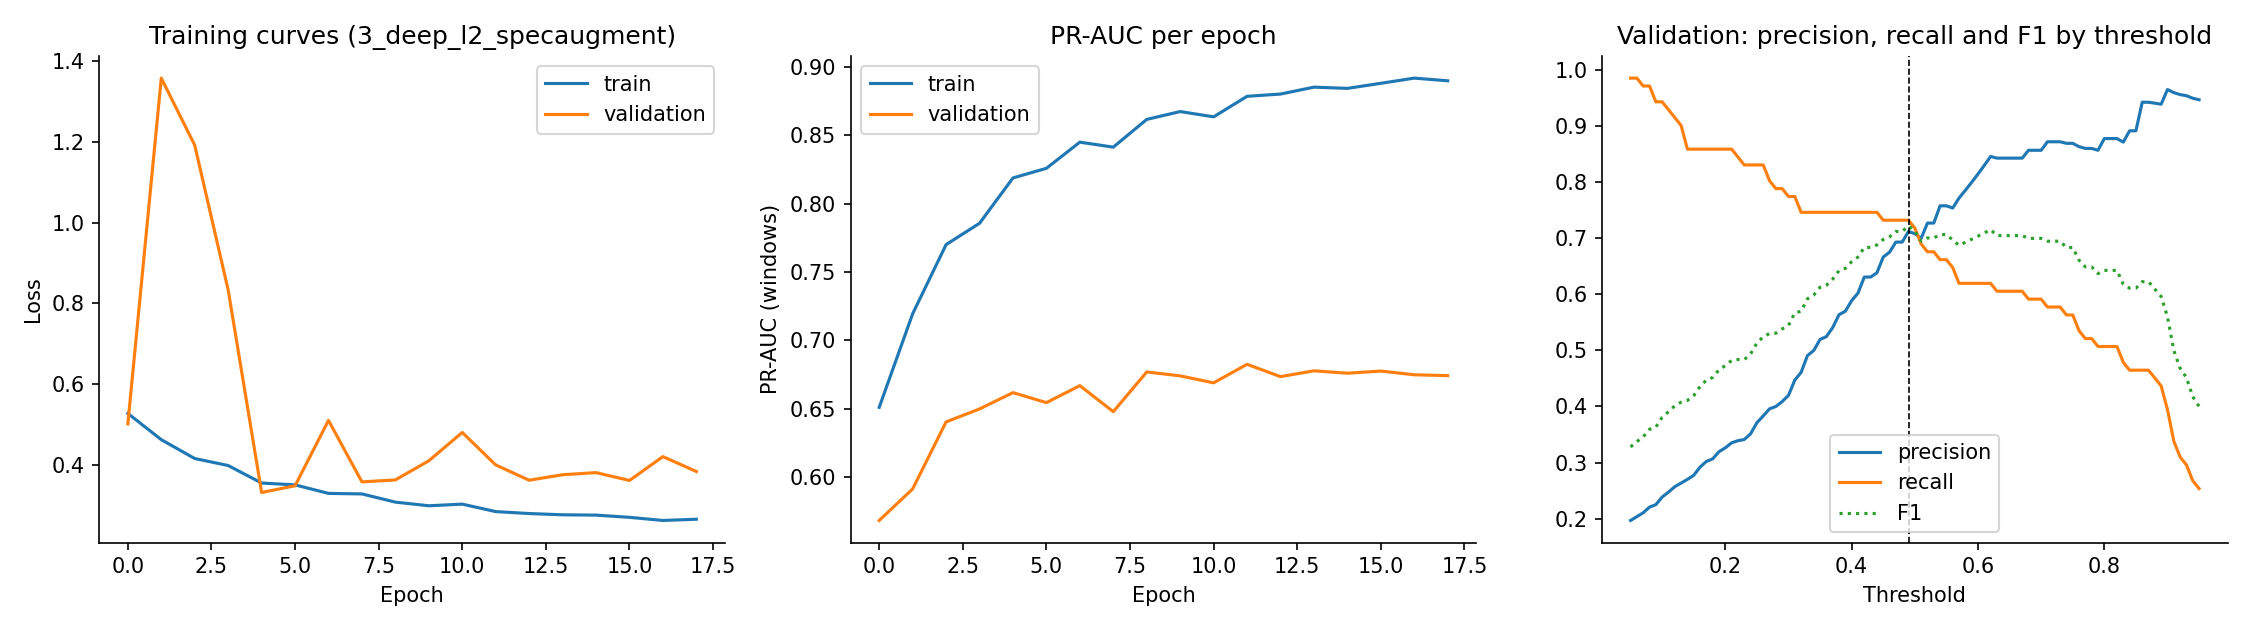 Training curves (3_deep_l2_specaugment)
1.4
1.2
1.0
0.8
0.6
0.4
Loss
0.0 2.5 5.0 7.5 10.0 12.5 15.0 17.5
Epoch
train
validation
PR-AUC per epoch
0.90
0.85
0.80
0.75
0.70
0.65
0.60
PR-AUC (windows)
0.0 2.5 5.0 7.5 10.0 12.5 15.0 17.5
Epoch
train
validation
Validation: precision, recall and F1 by threshold
1.0
0.9
0.8
0.7
0.6
0.5
0.4
0.3
0.2
0.2 0.4 0.6 0.8
Threshold
precision
recall
F1